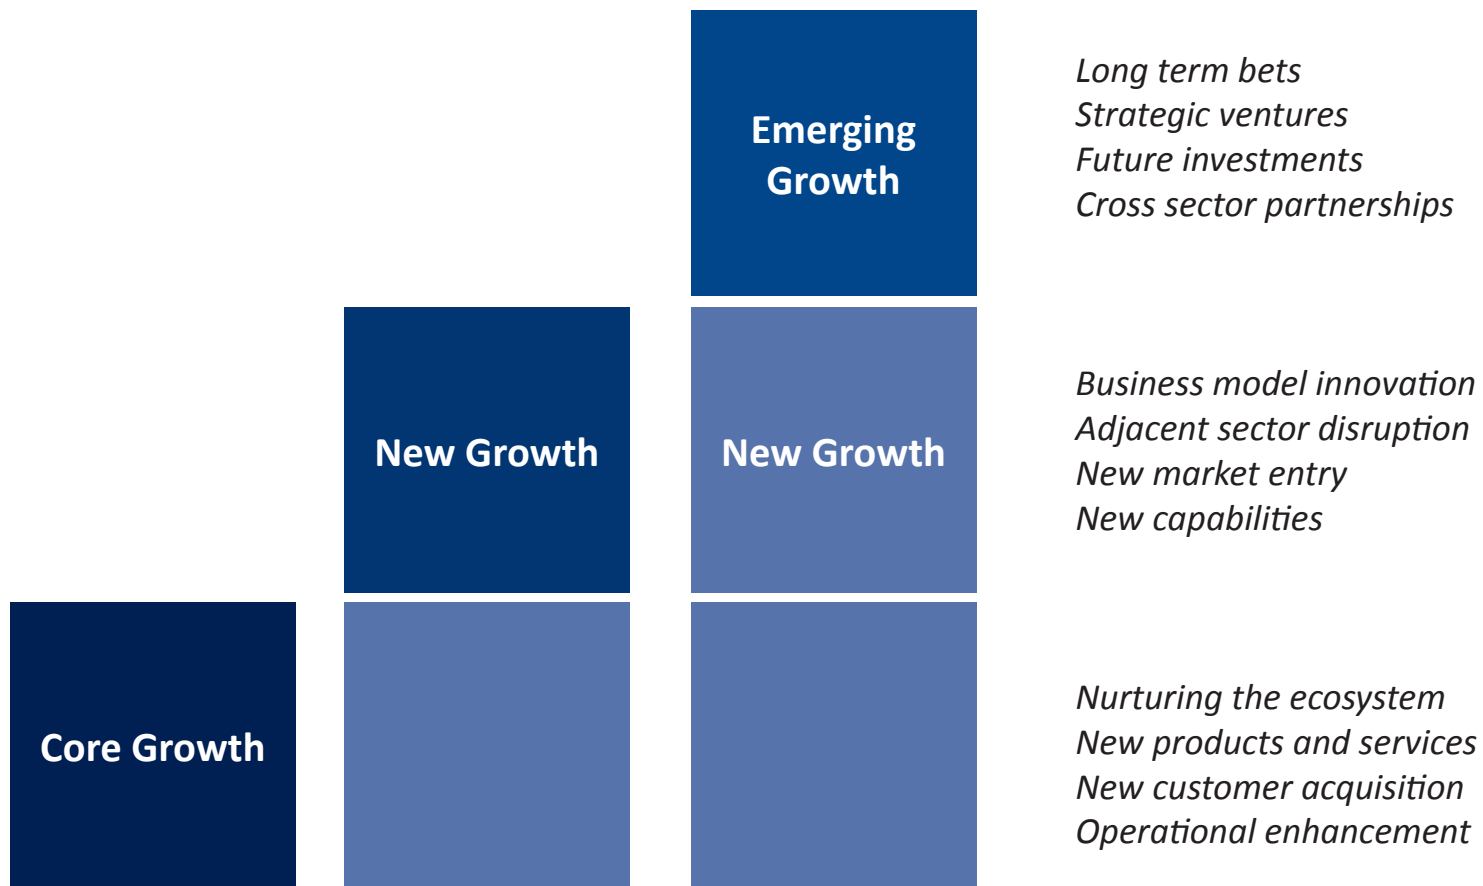 Emerging
Growth
Long term bets
Strategic ventures
Future investments
Cross sector partnerships
New Growth
New Growth
Business model innovation
Adjacent sector disruption
New market entry
New capabilities
Core Growth
Nurturing the ecosystem
New products and services
New customer acquisition
Operational enhancement